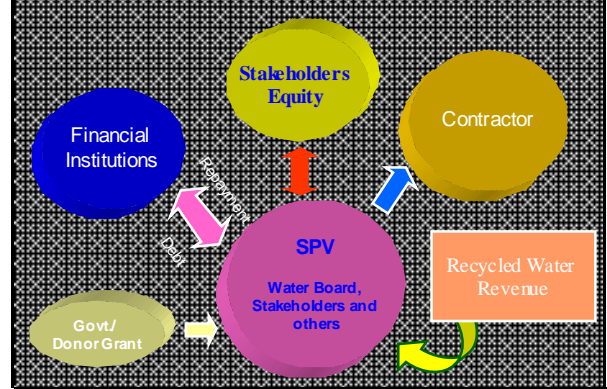 Stakeholders
Equity
Financial
Institutions
Contractor
Repayment
Debt
SPV
Water Board,
Stakeholders and
others
Recycled Water
Revenue
Govt./
Donor Grant